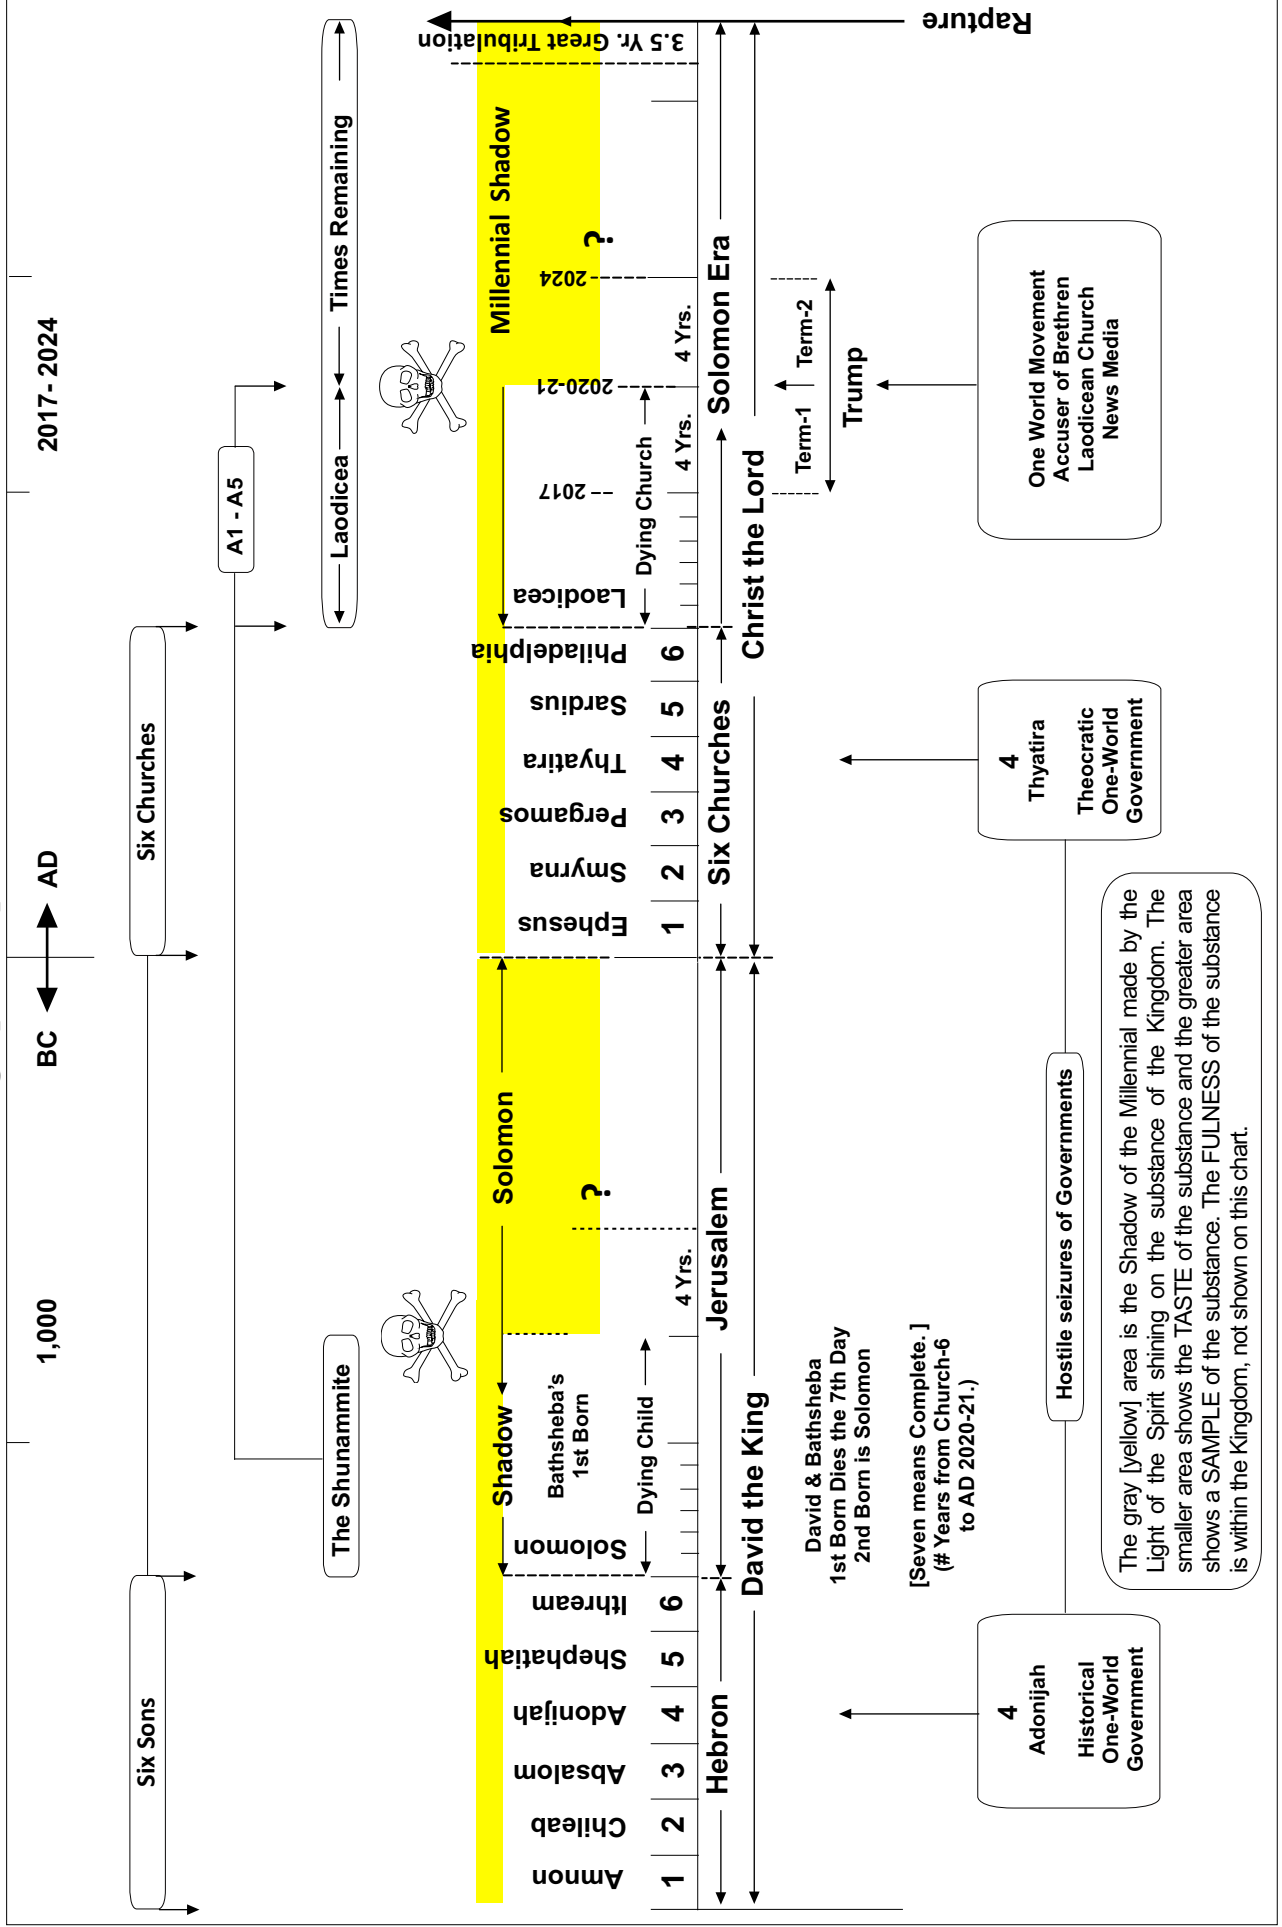 1,000
BC
AD
2017- 2024
Six Sons
Six Churches
A1 - A5
The Shunammite
Laodicea
Times Remaining
Shadow
Solomon
Millennial Shadow
3.5 Yr. Great Tribulation
Bathsheba's
1st Born
?
?
Amnon
Chileab
Absalom
Adonijah
Shephatiah
Ithream
Solomon
Ephesus
Smyrna
Pergamos
Thyatira
Sardius
Philadelphia
Laodicea
2017
2020-21
2024
1
2
3
4
5
6
Dying Child
4 Yrs.
1
2
3
4
5
6
Dying Church
4 Yrs.
4 Yrs.
Hebron
Jerusalem
Six Churches
Solomon Era
David the King
Christ the Lord
Rapture
Term-1
Term-2
Trump
David & Bathsheba
1st Born Dies the 7th Day
2nd Born is Solomon
[Seven means Complete. ]
(# Years from Church-6
to AD 2020-21.)
4
Adonijah
Historical
One-World
Government
Hostile seizures of Governments
4
Thyatira
Theocratic
One-World
Government
One World Movement
Accuser of Brethren
Laodicean Church
News Media
The gray [yellow] area is the Shadow of the Millennial made by the
Light of the Spirit shining on the substance of the Kingdom. The
smaller area shows the TASTE of the substance and the greater area
shows a SAMPLE of the substance. The FULNESS of the substance
is within the Kingdom, not shown on this chart.